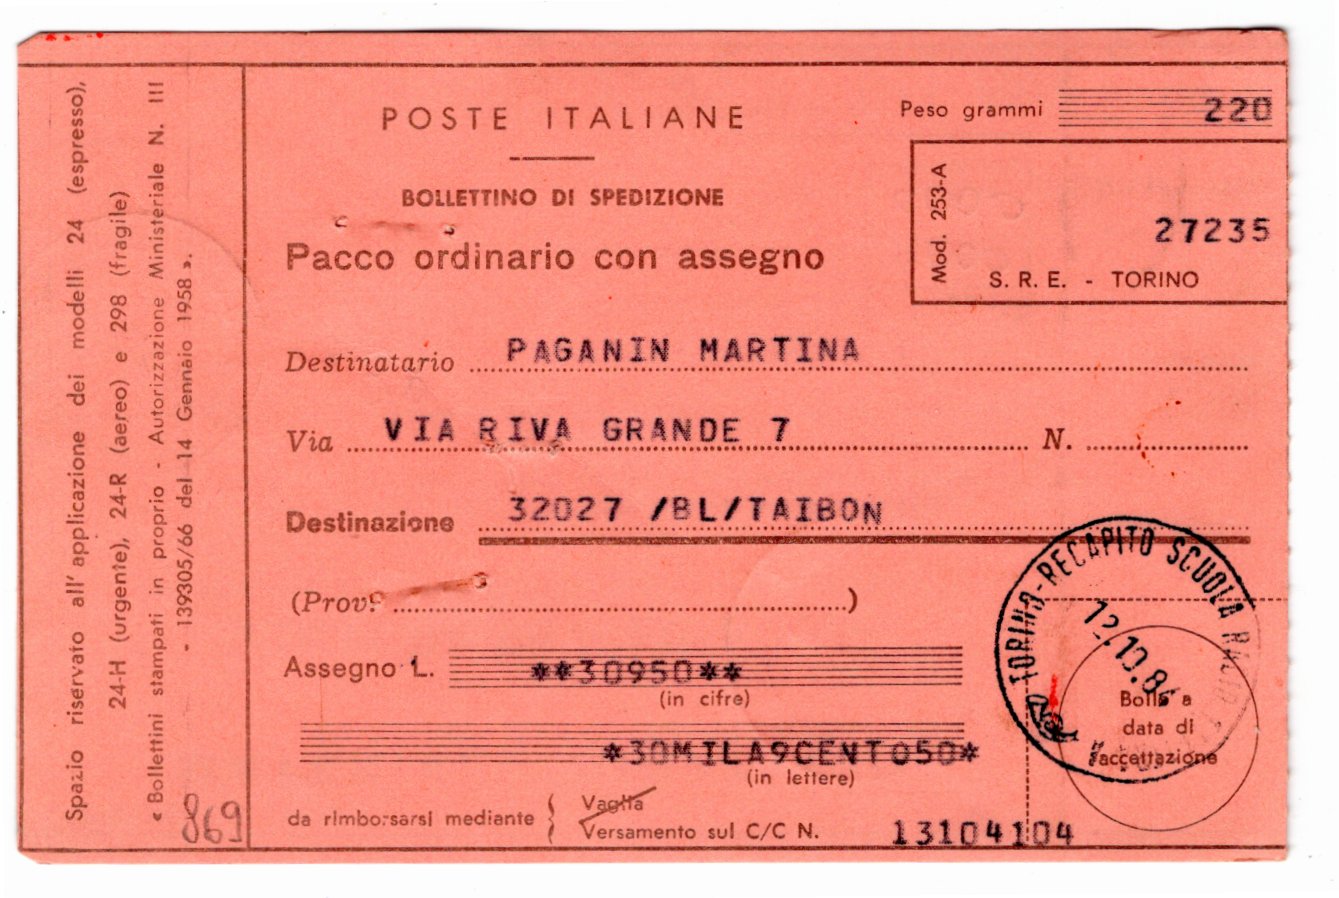 Spazio riservato all' applicazione dei modelli 24 (espresso),
24-H (urgente), 24-R (aereo) e 298 (fragile)
« Bollettini stampati in proprio - Autorizzazione Ministeriale N. III
- 139305/66 del 14 Gennaio 1958 ».
869
POSTE ITALIANE
Peso grammi 220
BOLLETTINO DI SPEDIZIONE
Pacco ordinario con assegno
Mod. 253-A
27235
S. R. E. - TORINO
Destinatario PAGANIN MARTINA
Via VIA RIVA GRANDE 7 N.
Destinazione 32027 /BL/TAIBON
(Prov. )
TORINO-RECAPITO SCUOLA
12.10.84
Assegno L. **30950**
(in cifre)
*30MILA9CENTO50*
(in lettere)
Bollo a
data di
accettazione
da rimborsarsi mediante { Vaglia
Versamento sul C/C N. 13104104